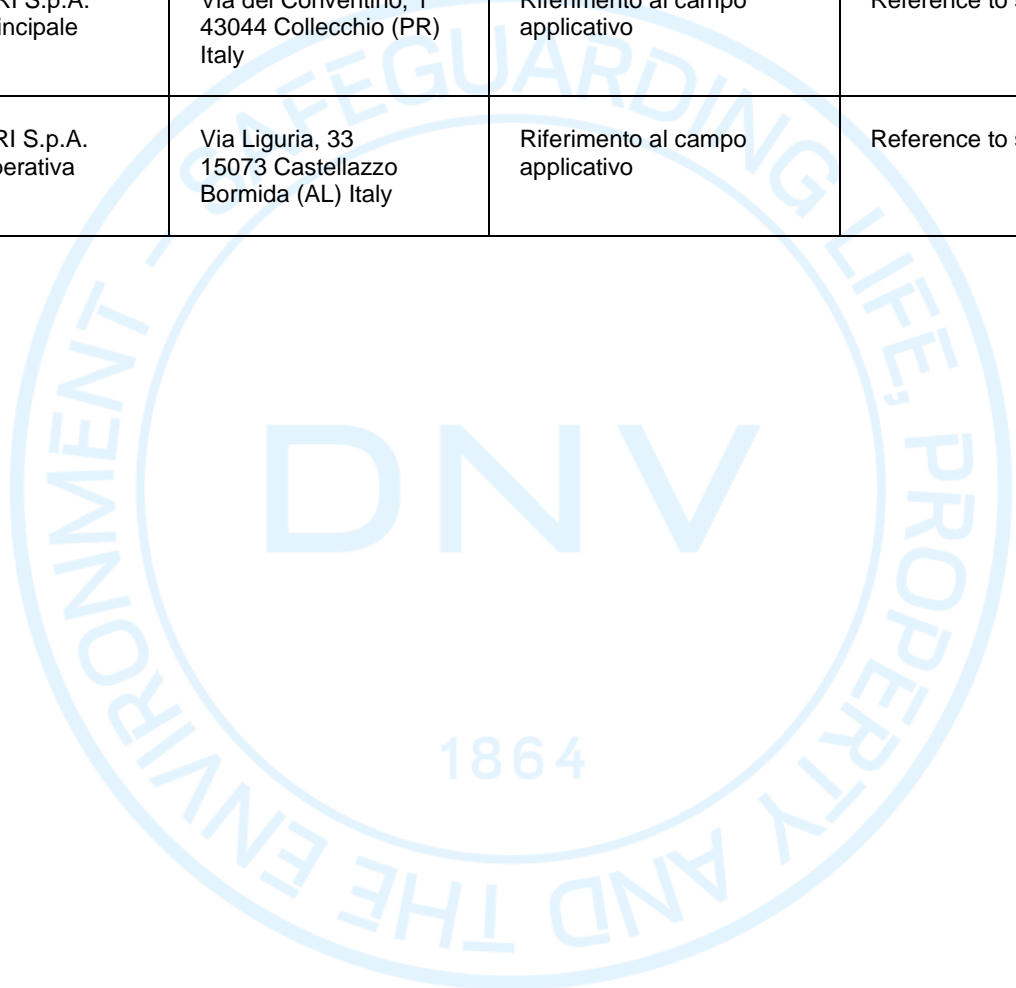 RI S.p.A.
incipale
Via del Conventino, 1
43044 Collecchio (PR)
Italy
Riferimento al campo
applicativo
Reference to
RI S.p.A.
perativa
Via Liguria, 33
15073 Castellazzo
Bormida (AL) Italy
Riferimento al campo
applicativo
Reference to
SAFEGUARDING LIFE, PROPERTY AND THE ENVIRONMENT -
DNV
1864